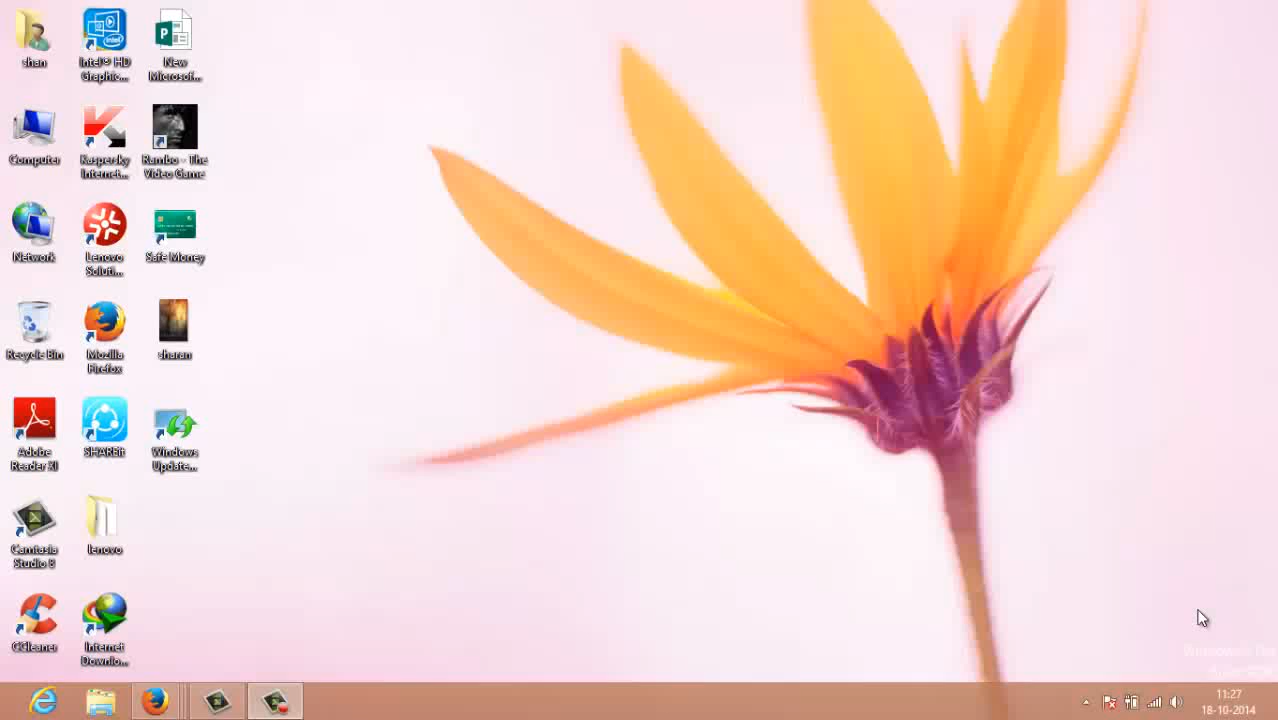 shan
Intel® HD
Graphic...
New
Microsoft...
Computer
Kaspersky
Internet...
Rambo - The
Video Game
Network
Lenovo
Soluti...
Safe Money
Recycle Bin
Mozilla
Firefox
sharan
Adobe
Reader XI
SHAREit
Windows
Update...
Camtasia
Studio 8
lenovo
CCleaner
Internet
Downlo...
11:27
18-10-2014